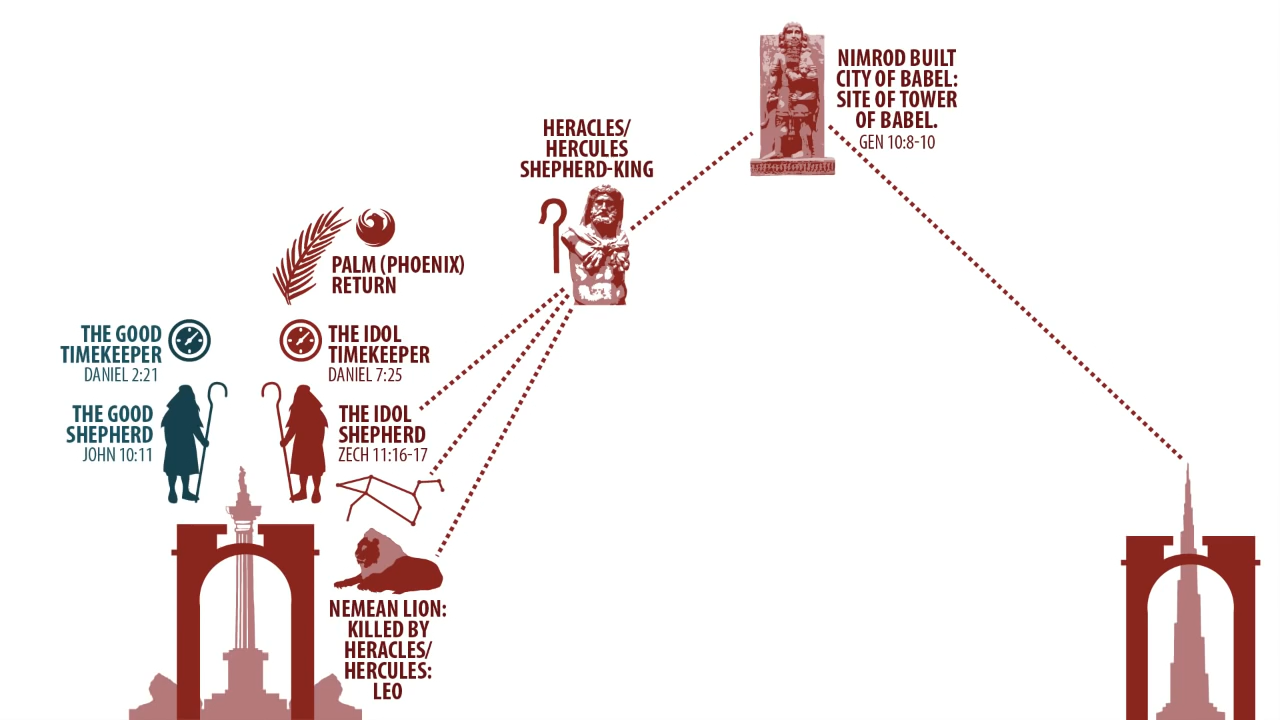 NIMROD BUILT
CITY OF BABEL:
SITE OF TOWER
OF BABEL.
GEN 10:8-10
HERACLES/
HERCULES
SHEPHERD-KING
PALM (PHOENIX)
RETURN
THE GOOD
TIMEKEEPER
DANIEL 2:21
THE IDOL
TIMEKEEPER
DANIEL 7:25
THE GOOD
SHEPHERD
JOHN 10:11
THE IDOL
SHEPHERD
ZECH 11:16-17
NEMEAN LION:
KILLED BY
HERACLES/
HERCULES:
LEO